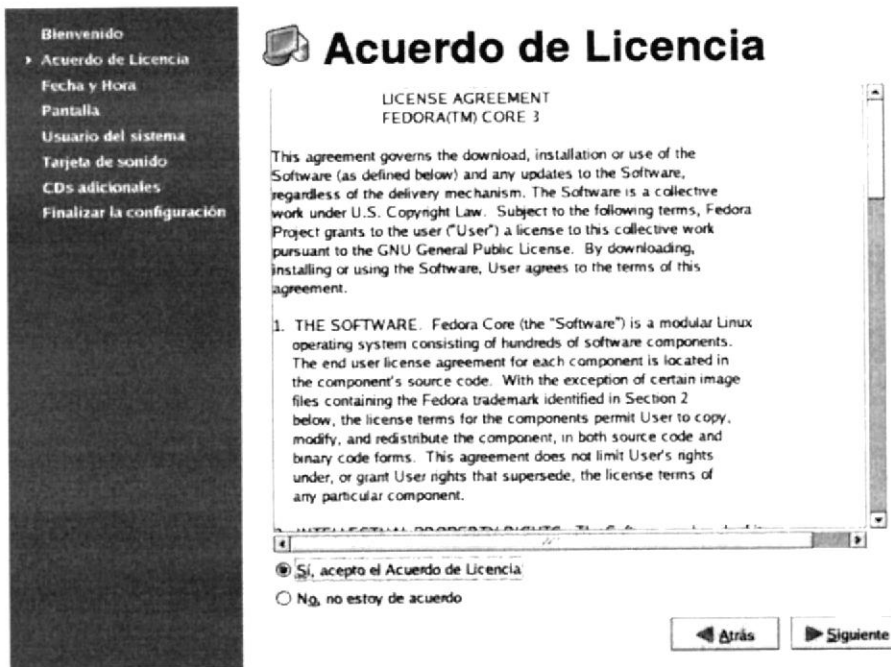 Bienvenido
Acuerdo de Licencia
Fecha y Hora
Pantalla
Usuario del sistema
Tarjeta de sonido
CDs adicionales
Finalizar la configuración
Acuerdo de Licencia
LICENSE AGREEMENT
FEDORA(TM) CORE 3
This agreement governs the download, installation or use of the
Software (as defined below) and any updates to the Software,
regardless of the delivery mechanism. The Software is a collective
work under U.S. Copyright Law. Subject to the following terms, Fedora
Project grants to the user ("User") a license to this collective work
pursuant to the GNU General Public License. By downloading,
installing or using the Software, User agrees to the terms of this
agreement.
1. THE SOFTWARE. Fedora Core (the "Software") is a modular Linux
operating system consisting of hundreds of software components.
The end user license agreement for each component is located in
the component's source code. With the exception of certain image
files containing the Fedora trademark identified in Section 2
below, the license terms for the components permit User to copy,
modify, and redistribute the component, in both source code and
binary code forms. This agreement does not limit User's rights
under, or grant User rights that supersede, the license terms of
any particular component.
INTELLECTUAL PROPERTY RIGHTS. The
Sí, acepto el Acuerdo de Licencia
No, no estoy de acuerdo
Atrás
Siguiente